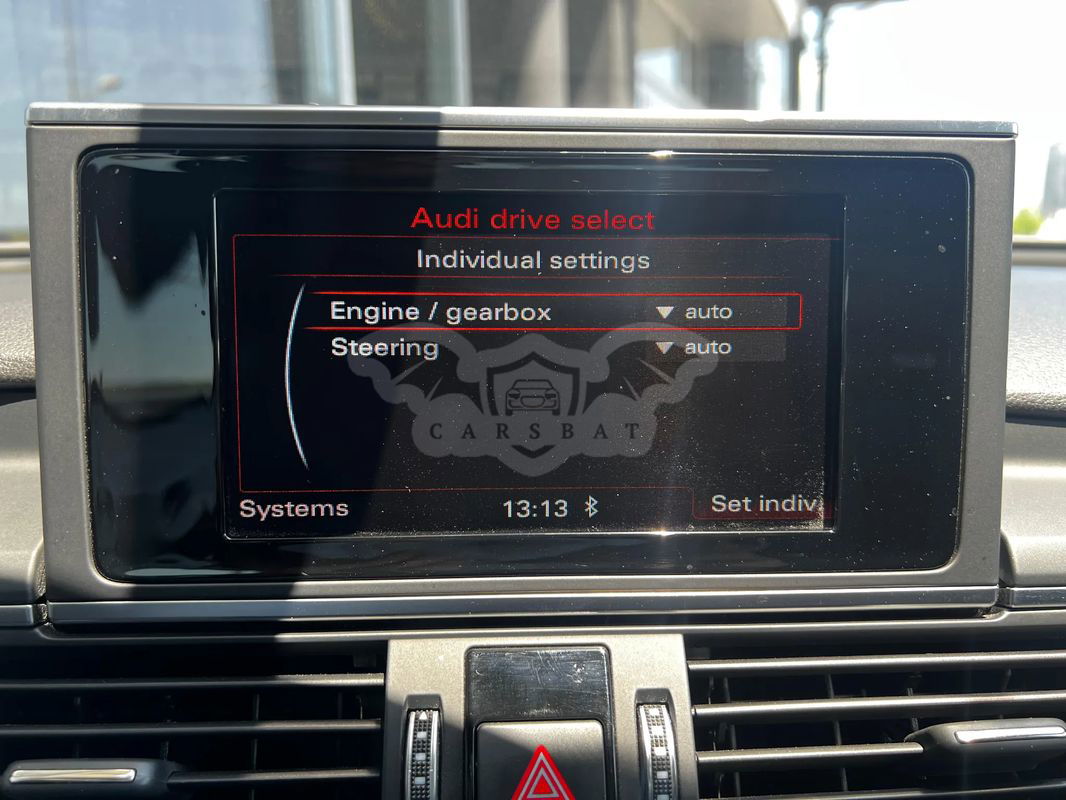 Audi drive select
Individual settings
Engine / gearbox ▼ auto
Steering ▼ auto
CARSBAT
Systems 13:13 Set indiv.